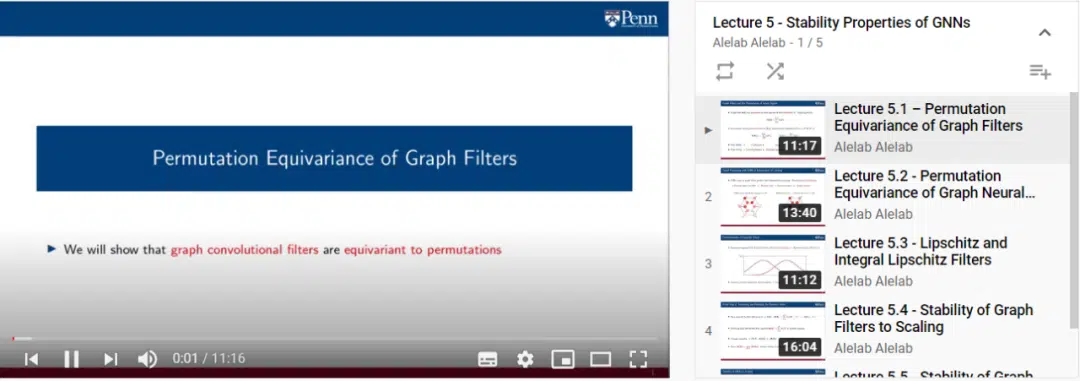 Penn
Permutation Equivariance of Graph Filters
▶ We will show that graph convolutional filters are equivariant to permutations
0:01 / 11:16
Lecture 5 - Stability Properties of GNNs
Alelab Alelab - 1 / 5
11:17
Lecture 5.1 – Permutation
Equivariance of Graph Filters
Alelab Alelab
2
13:40
Lecture 5.2 - Permutation
Equivariance of Graph Neural...
Alelab Alelab
3
11:12
Lecture 5.3 - Lipschitz and
Integral Lipschitz Filters
Alelab Alelab
4
16:04
Lecture 5.4 - Stability of Graph
Filters to Scaling
Alelab Alelab
Lecture 5.5 - Stability of Graph